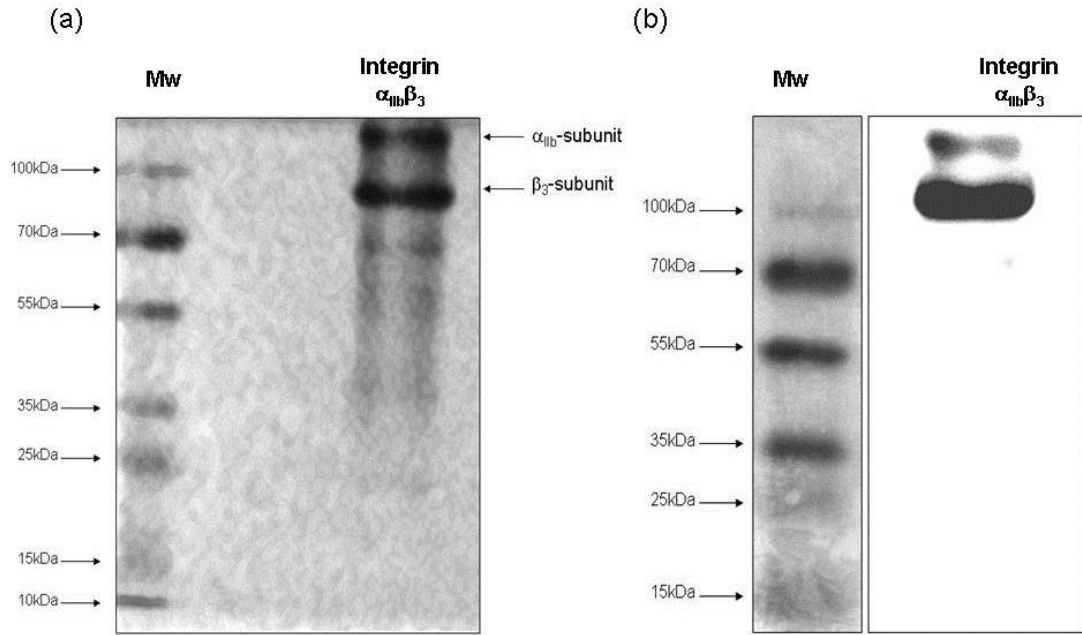 (a)
Mw
Integrin
αIIbβ3
αIIb-subunit
100kDa
β3-subunit
70kDa
55kDa
35kDa
25kDa
15kDa
10kDa
(b)
Mw
Integrin
αIIbβ3
100kDa
70kDa
55kDa
35kDa
25kDa
15kDa